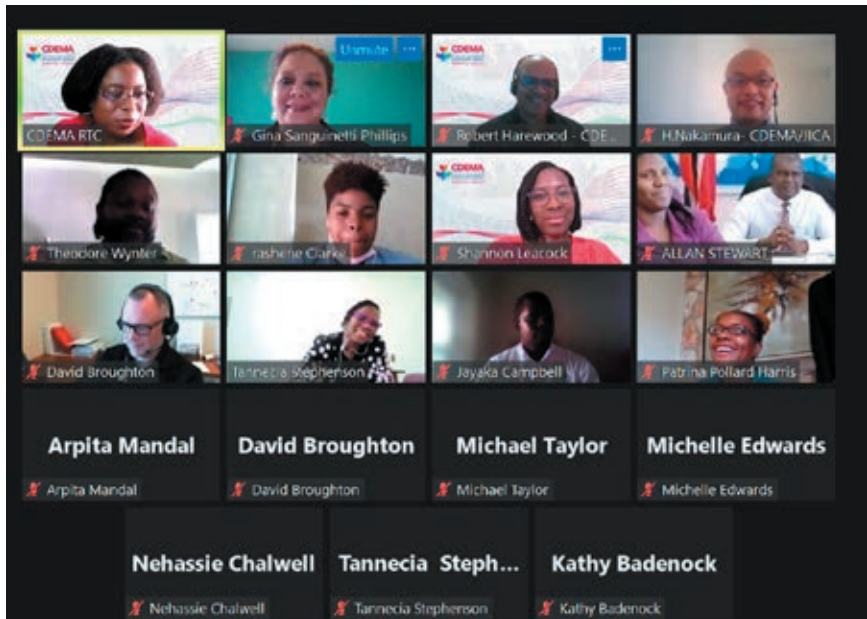 CDEMA
Unmute ...
CDEMA
...
CDEMA RTC
Gina Sanguinetti Phillips
Robert Harewood - CDE...
H.Nakamura- CDEMA/JICA
CDEMA
Theodore Wynter
rashene Clarke
Shannon Leacock
ALLAN STEWART
David Broughton
Tannecia Stephenson
Jayaka Campbell
Patrina Pollard Harris
Arpita Mandal
David Broughton
Michael Taylor
Michelle Edwards
Arpita Mandal
David Broughton
Michael Taylor
Michelle Edwards
Nehassie Chalwell
Tannecia Steph...
Kathy Badenock
Nehassie Chalwell
Tannecia Stephenson
Kathy Badenock